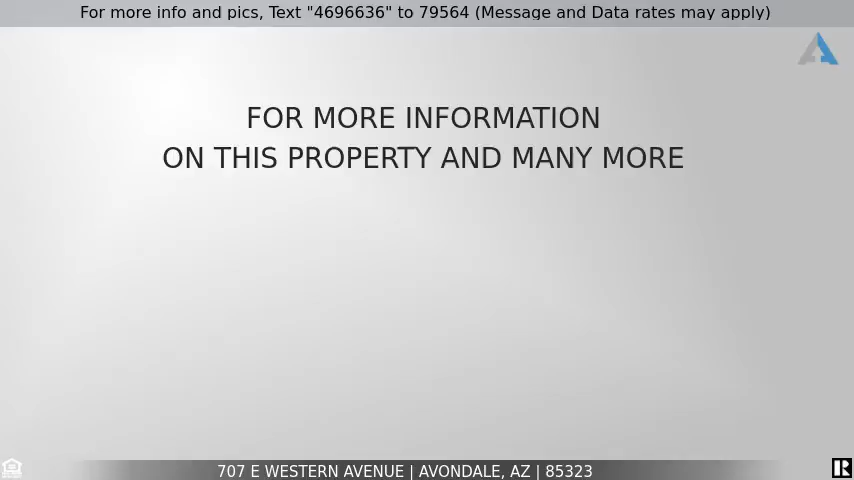 For more info and pics, Text "4696636" to 79564 (Message and Data rates may apply)
FOR MORE INFORMATION
ON THIS PROPERTY AND MANY MORE
707 E WESTERN AVENUE | AVONDALE, AZ | 85323